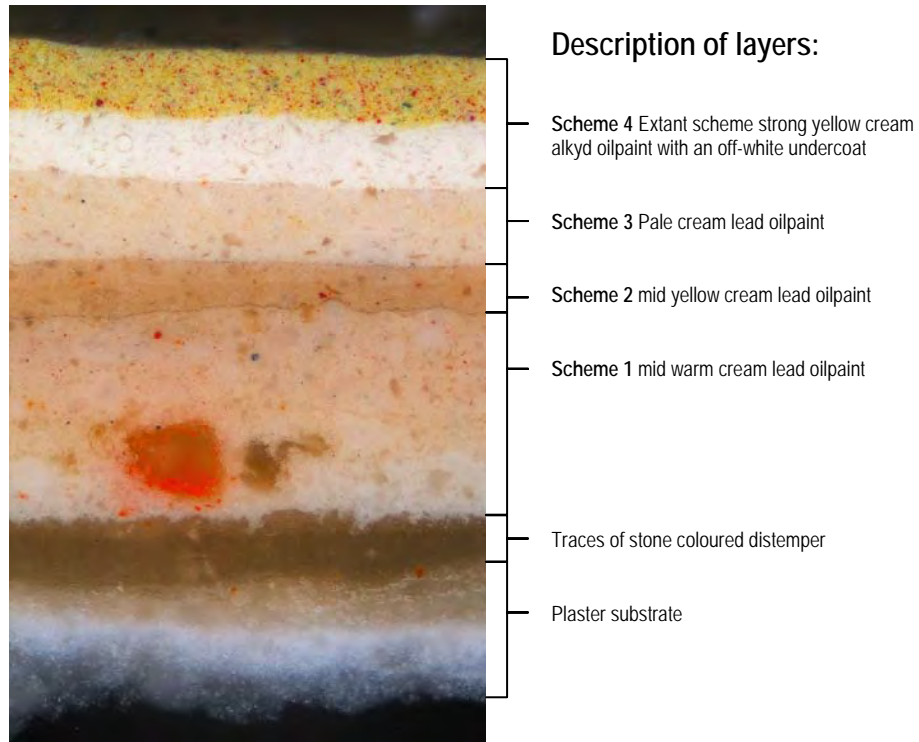 Description of layers:
Scheme 4 Extant scheme strong yellow cream
alkyd oilpaint with an off-white undercoat
Scheme 3 Pale cream lead oilpaint
Scheme 2 mid yellow cream lead oilpaint
Scheme 1 mid warm cream lead oilpaint
Traces of stone coloured distemper
Plaster substrate